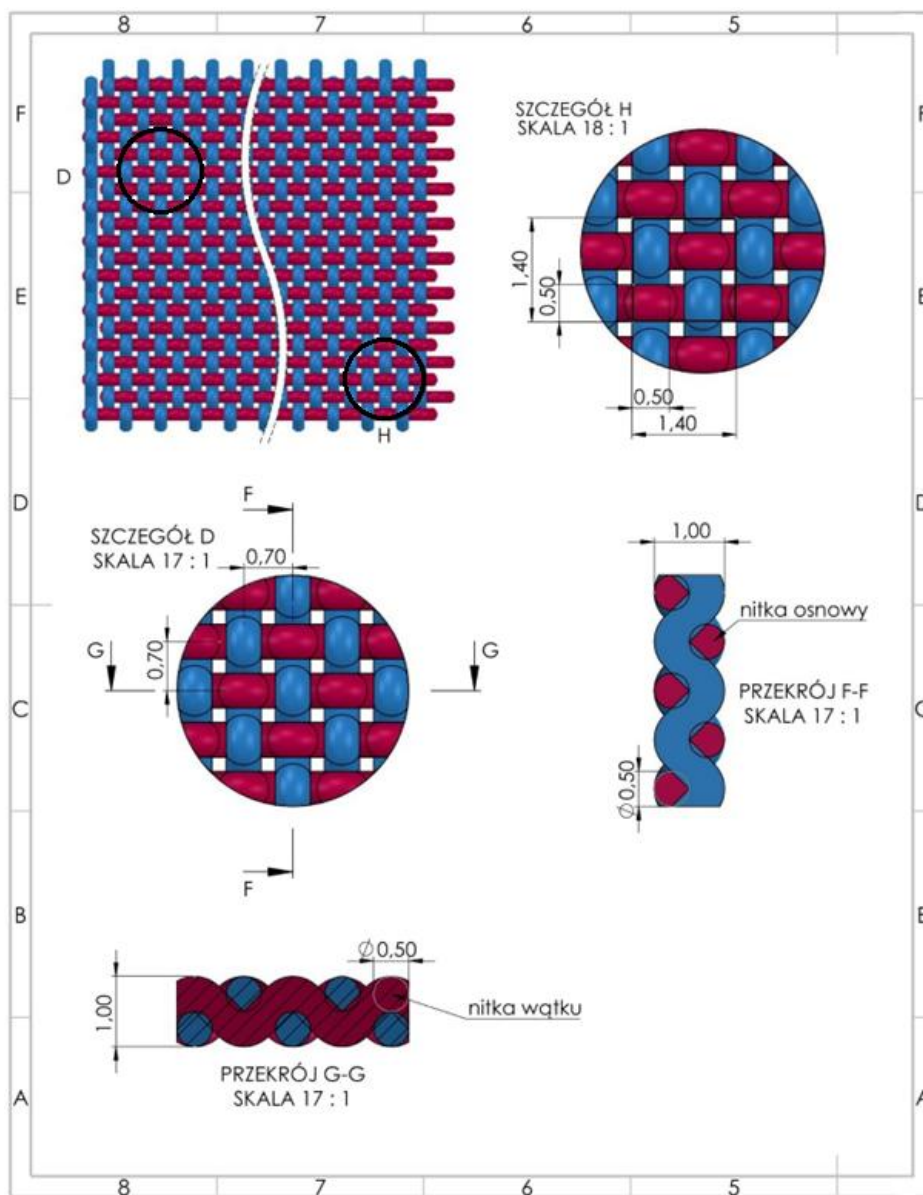 8 7 6 5
F
F
SZCZEGÓŁ H
SKALA 18 : 1
D
1,40
0,50
E
0,50
1,40
H
D
D
F
SZCZEGÓŁ D
SKALA 17 : 1
0,70
1,00
nitka osnowy
G
G
0,70
PRZEKRÓJ F-F
SKALA 17 : 1
C
∅ 0,50
F
B
∅ 0,50
1,00
nitka wątku
PRZEKRÓJ G-G
SKALA 17 : 1
A
8 7 6 5